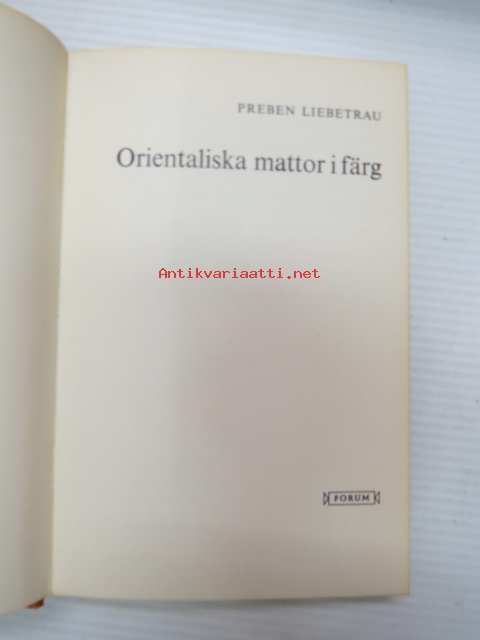 PREBEN LIEBETRAU
Orientaliska mattor i färg
Antikvariaatti.net
FORUM